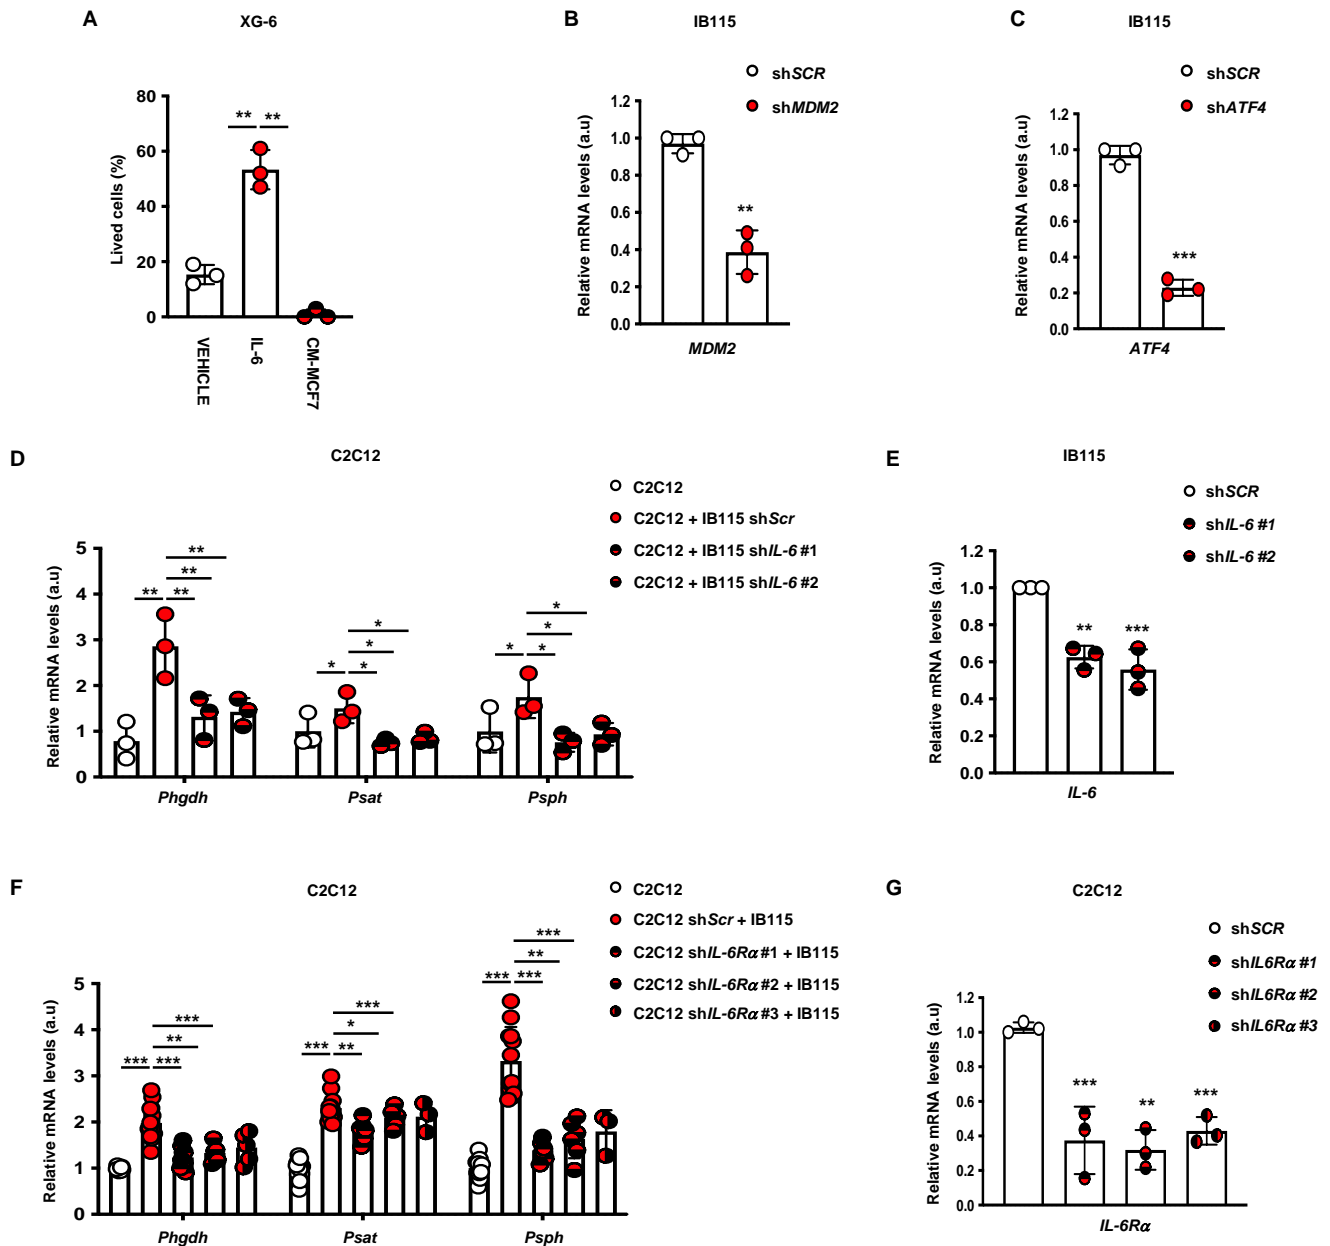 A
XG-6
Lived cells (%)
80
60
40
20
0
** **
VEHICLE
IL-6
CM-MCF7
B
IB115
shSCR
shMDM2
Relative mRNA levels (a.u)
1.2
1.0
0.8
0.6
0.4
0.2
0.0
**
MDM2
C
IB115
shSCR
shATF4
Relative mRNA levels (a.u)
1.2
1.0
0.8
0.6
0.4
0.2
0.0
***
ATF4
D
C2C12
C2C12
C2C12 + IB115 shScr
C2C12 + IB115 shIL-6 #1
C2C12 + IB115 shIL-6 #2
Relative mRNA levels (a.u)
5
4
3
2
1
0
**
**
** **
*
*
* *
*
*
* *
Phgdh Psat Psph
E
IB115
shSCR
shIL-6 #1
shIL-6 #2
Relative mRNA levels (a.u)
1.2
1.0
0.8
0.6
0.4
0.2
0.0
** ***
IL-6
F
C2C12
C2C12
C2C12 shScr + IB115
C2C12 shIL-6Rα #1 + IB115
C2C12 shIL-6Rα #2 + IB115
C2C12 shIL-6Rα #3 + IB115
Relative mRNA levels (a.u)
5
4
3
2
1
0
***
**
*** ***
***
*
*** **
***
**
*** ***
Phgdh Psat Psph
G
C2C12
shSCR
shIL6Rα #1
shIL6Rα #2
shIL6Rα #3
Relative mRNA levels (a.u)
1.2
1.0
0.8
0.6
0.4
0.2
0.0
*** ** ***
IL-6Rα